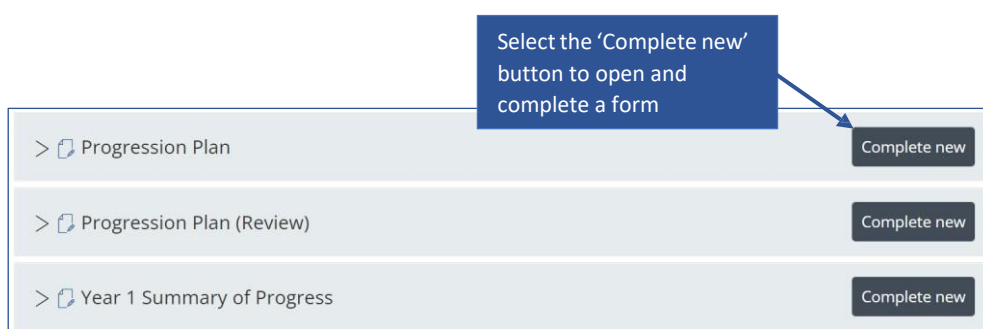 Select the ‘Complete new’
button to open and
complete a form
Progression Plan
Complete new
Progression Plan (Review)
Complete new
Year 1 Summary of Progress
Complete new